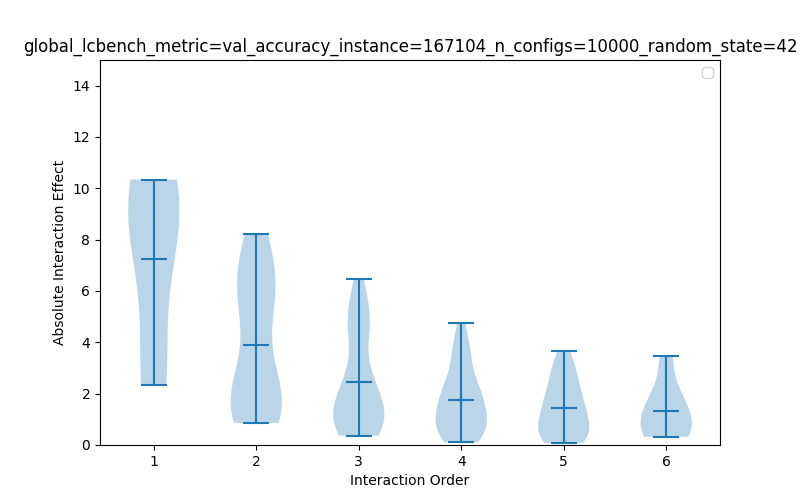 global_lcbench_metric=val_accuracy_instance=167104_n_configs=10000_random_state=42
14
12
10
8
6
4
2
0
Absolute Interaction Effect
1 2 3 4 5 6
Interaction Order